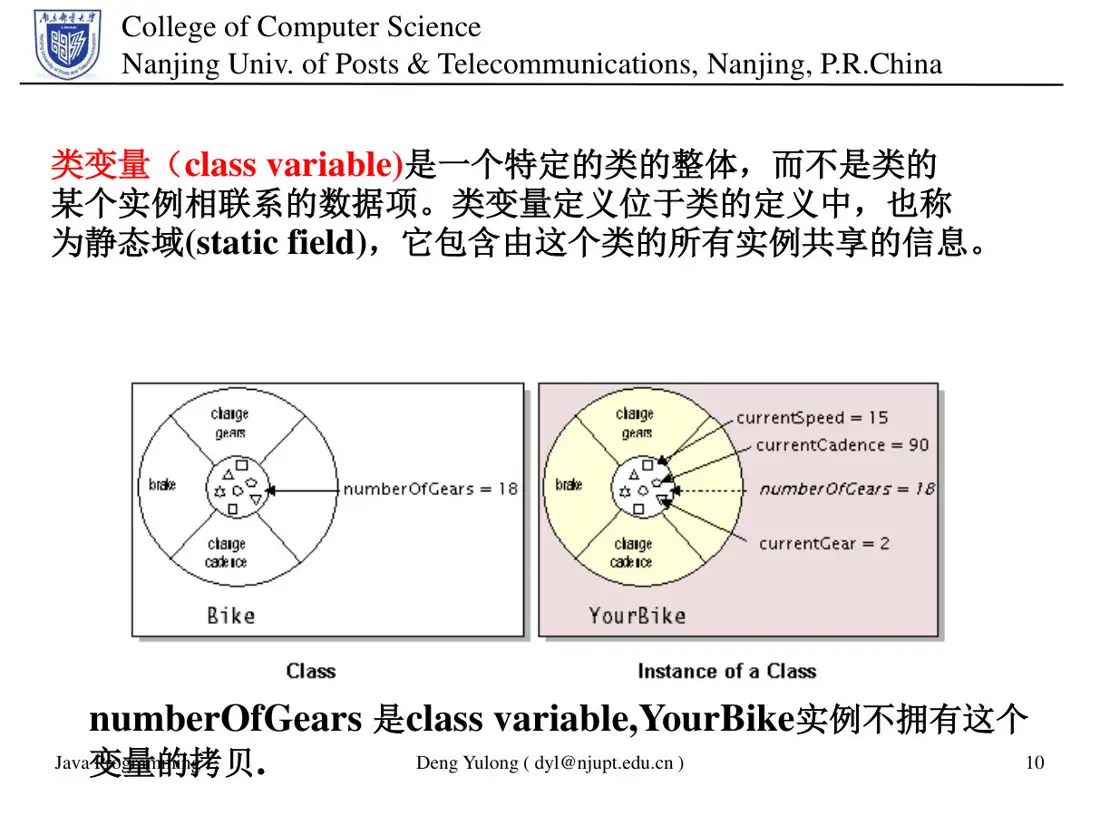 College of Computer Science
Nanjing Univ. of Posts & Telecommunications, Nanjing, P.R.China
类变量（class variable)是一个特定的类的整体，而不是类的
某个实例相联系的数据项。类变量定义位于类的定义中，也称
为静态域(static field)，它包含由这个类的所有实例共享的信息。
change
gears
brake
numberOfGears = 18
change
cadence
Bike
Class
change
gears
brake
currentSpeed = 15
currentCadence = 90
numberOfGears = 18
currentGear = 2
change
cadence
YourBike
Instance of a Class
numberOfGears 是class variable,YourBike实例不拥有这个
变量的拷贝.
Java Programming
Deng Yulong ( dyl@njupt.edu.cn )
10